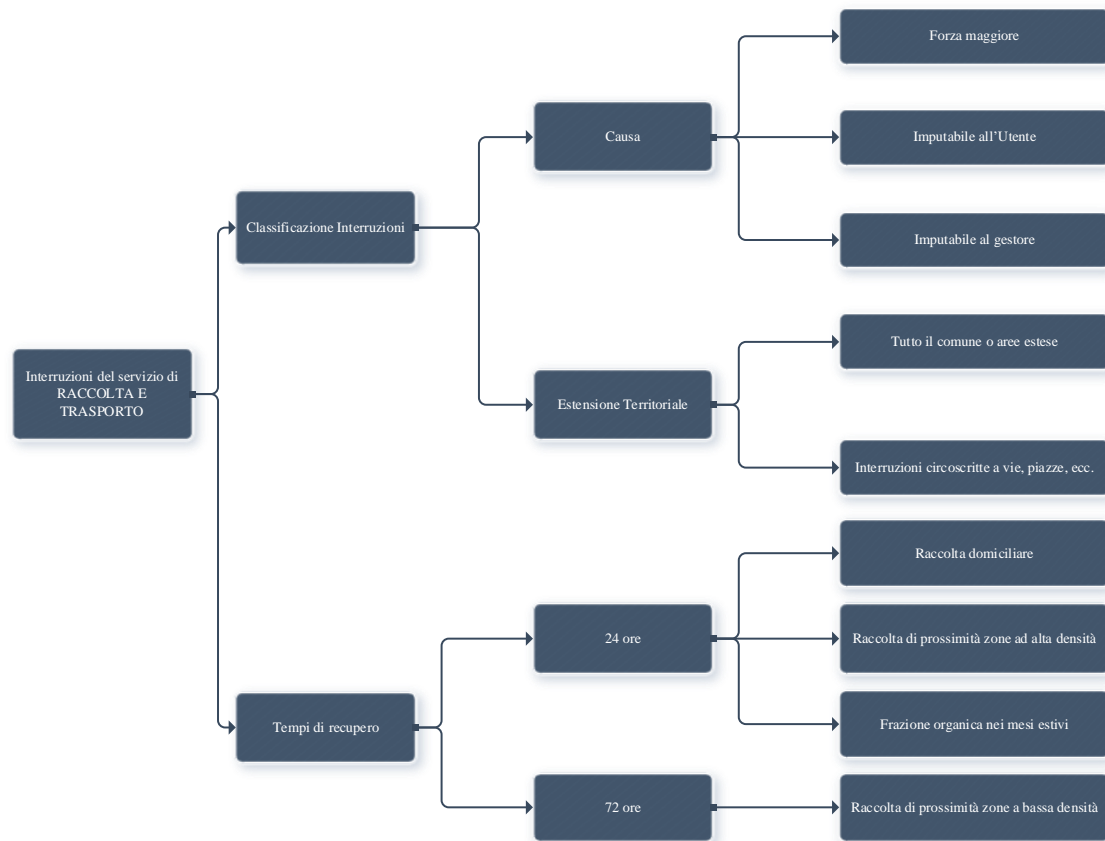 Forza maggiore
Causa
Imputabile all’Utente
Classificazione Interruzioni
Imputabile al gestore
Tutto il comune o aree estese
Interruzioni del servizio di
RACCOLTA E
TRASPORTO
Estensione Territoriale
Interruzioni circoscritte a vie, piazze, ecc.
Raccolta domiciliare
24 ore
Raccolta di prossimità zone ad alta densità
Tempi di recupero
Frazione organica nei mesi estivi
72 ore
Raccolta di prossimità zone a bassa densità